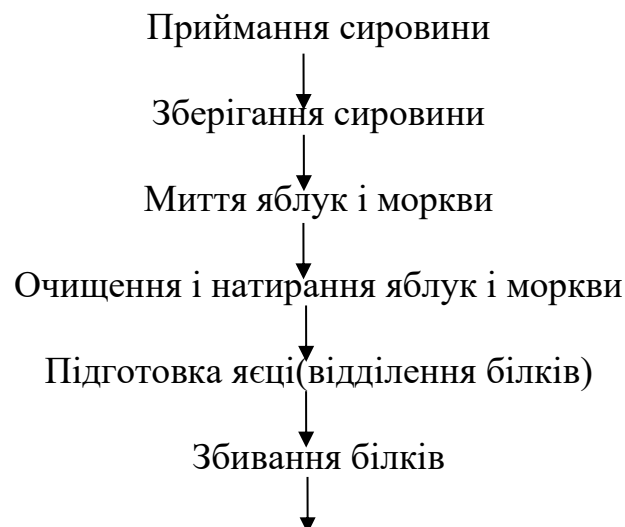 Приймання сировини
Зберігання сировини
Миття яблук і моркви
Очищення і натирання яблук і моркви
Підготовка яєці(відділення білків)
Збивання білків